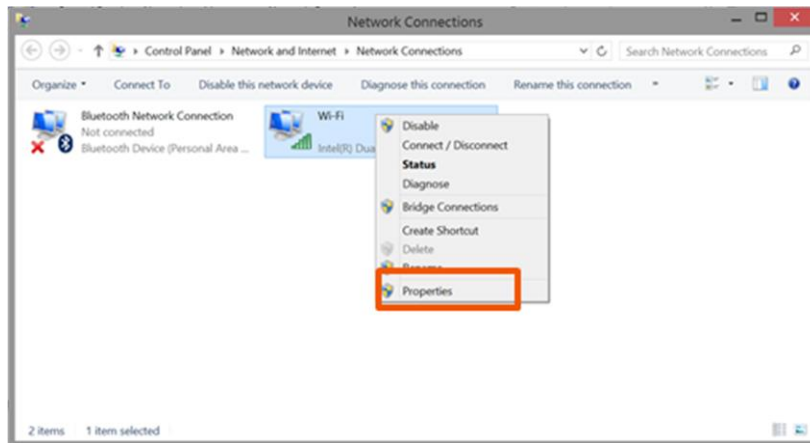 Network Connections
Control Panel Network and Internet Network Connections
Search Network Connections
Organize Connect To Disable this network device Diagnose this connection Rename this connection
Bluetooth Network Connection
Not connected
Bluetooth Device (Personal Area ...
Wi-Fi
Intel(R) Dua
Disable
Connect / Disconnect
Status
Diagnose
Bridge Connections
Create Shortcut
Delete
Rename
Properties
2 items 1 item selected